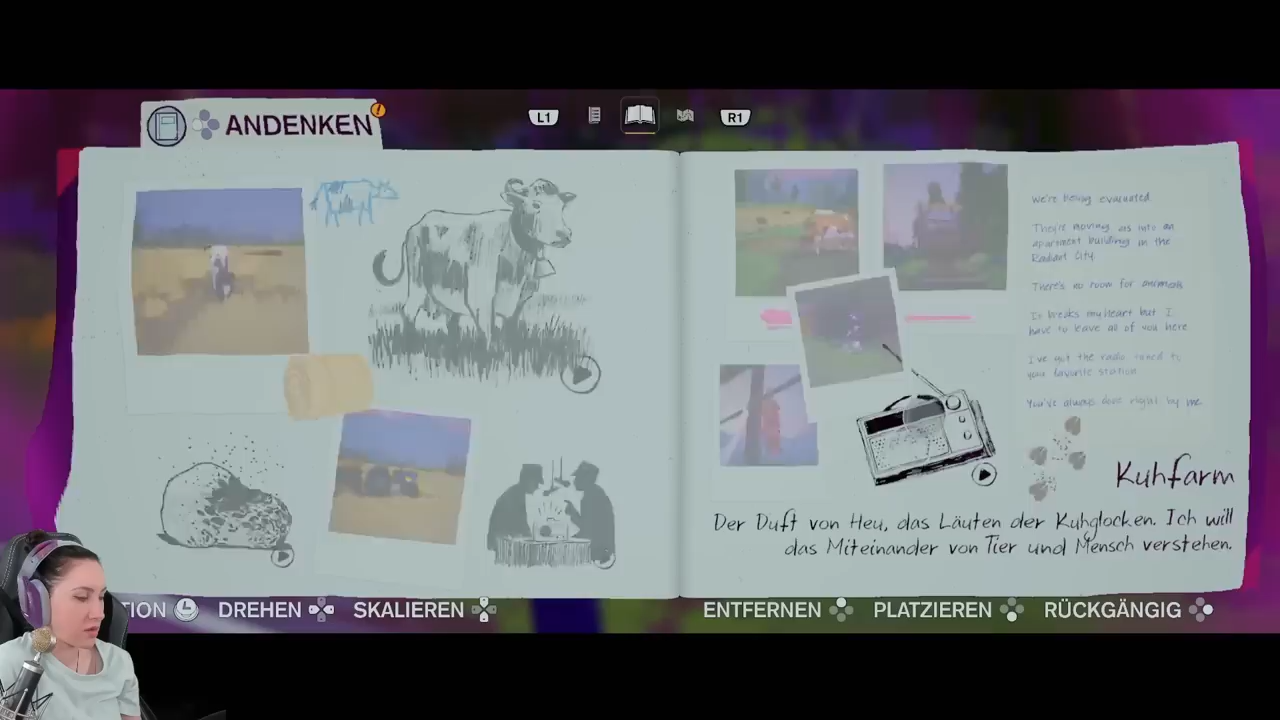 ANDENKEN
L1
R1
We're being evaluated
They're moving us into an
apartment building in the
Radiant City
There's no room for animals
It breaks my heart but I
have to leave all of you here
I've got the radio tuned to
your favorite station
You've always done right by me
Kuhfarm
Der Duft von Heu, das Läuten der Kuhglocken. Ich will
das Miteinander von Tier und Mensch verstehen.
TION DREHEN SKALIEREN ENTFERNEN PLATZIEREN RÜCKGÄNGIG